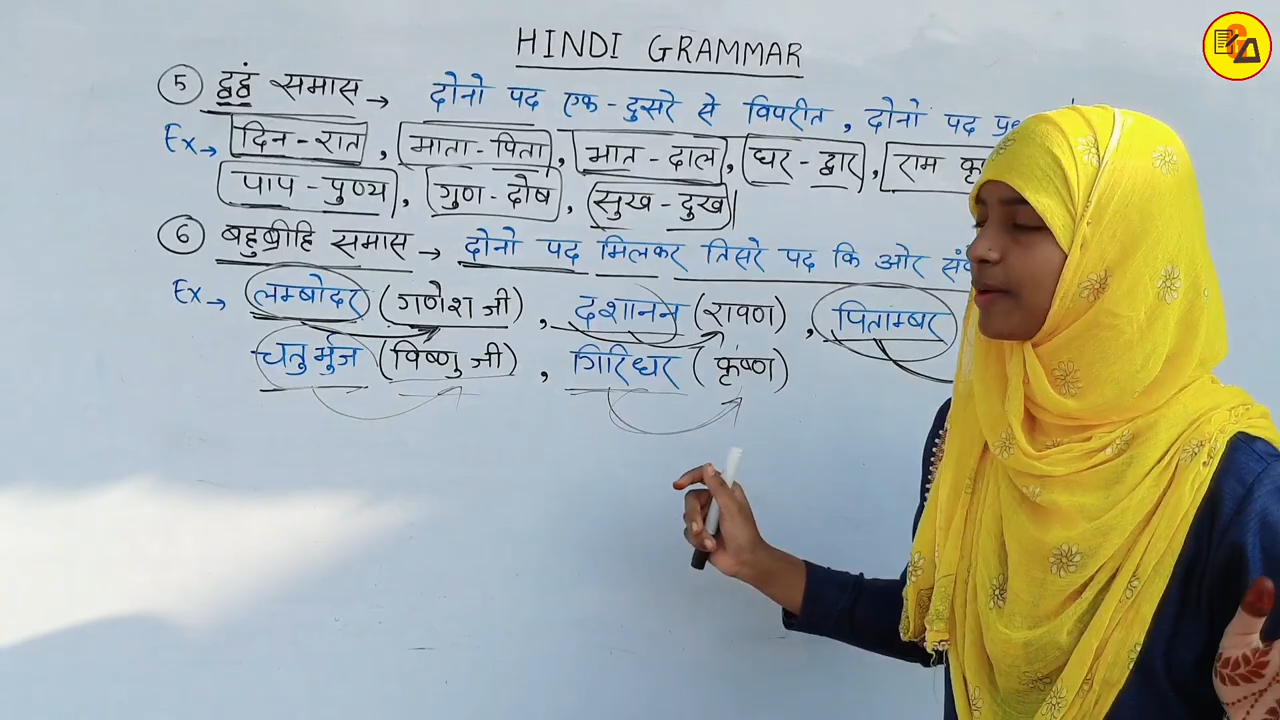 HINDI GRAMMAR
5 द्वद्वं समास → दोनो पद एक-दुसरे से विपरीत, दोनो पद
Ex→ दिन-रात, माता-पिता, भात-दाल, घर-द्वार, राम
पाप-पुण्य, गुण-दोष, सुख-दुख।
6 बहुब्रीहि समास → दोनो पद मिलकर तिसरे पद कि ओर
Ex→ लम्बोदर (गणेश जी), दशानन (रावण), पिताम्बर
चतुर्भुज (विष्णु जी), गिरिधर (कृष्ण)